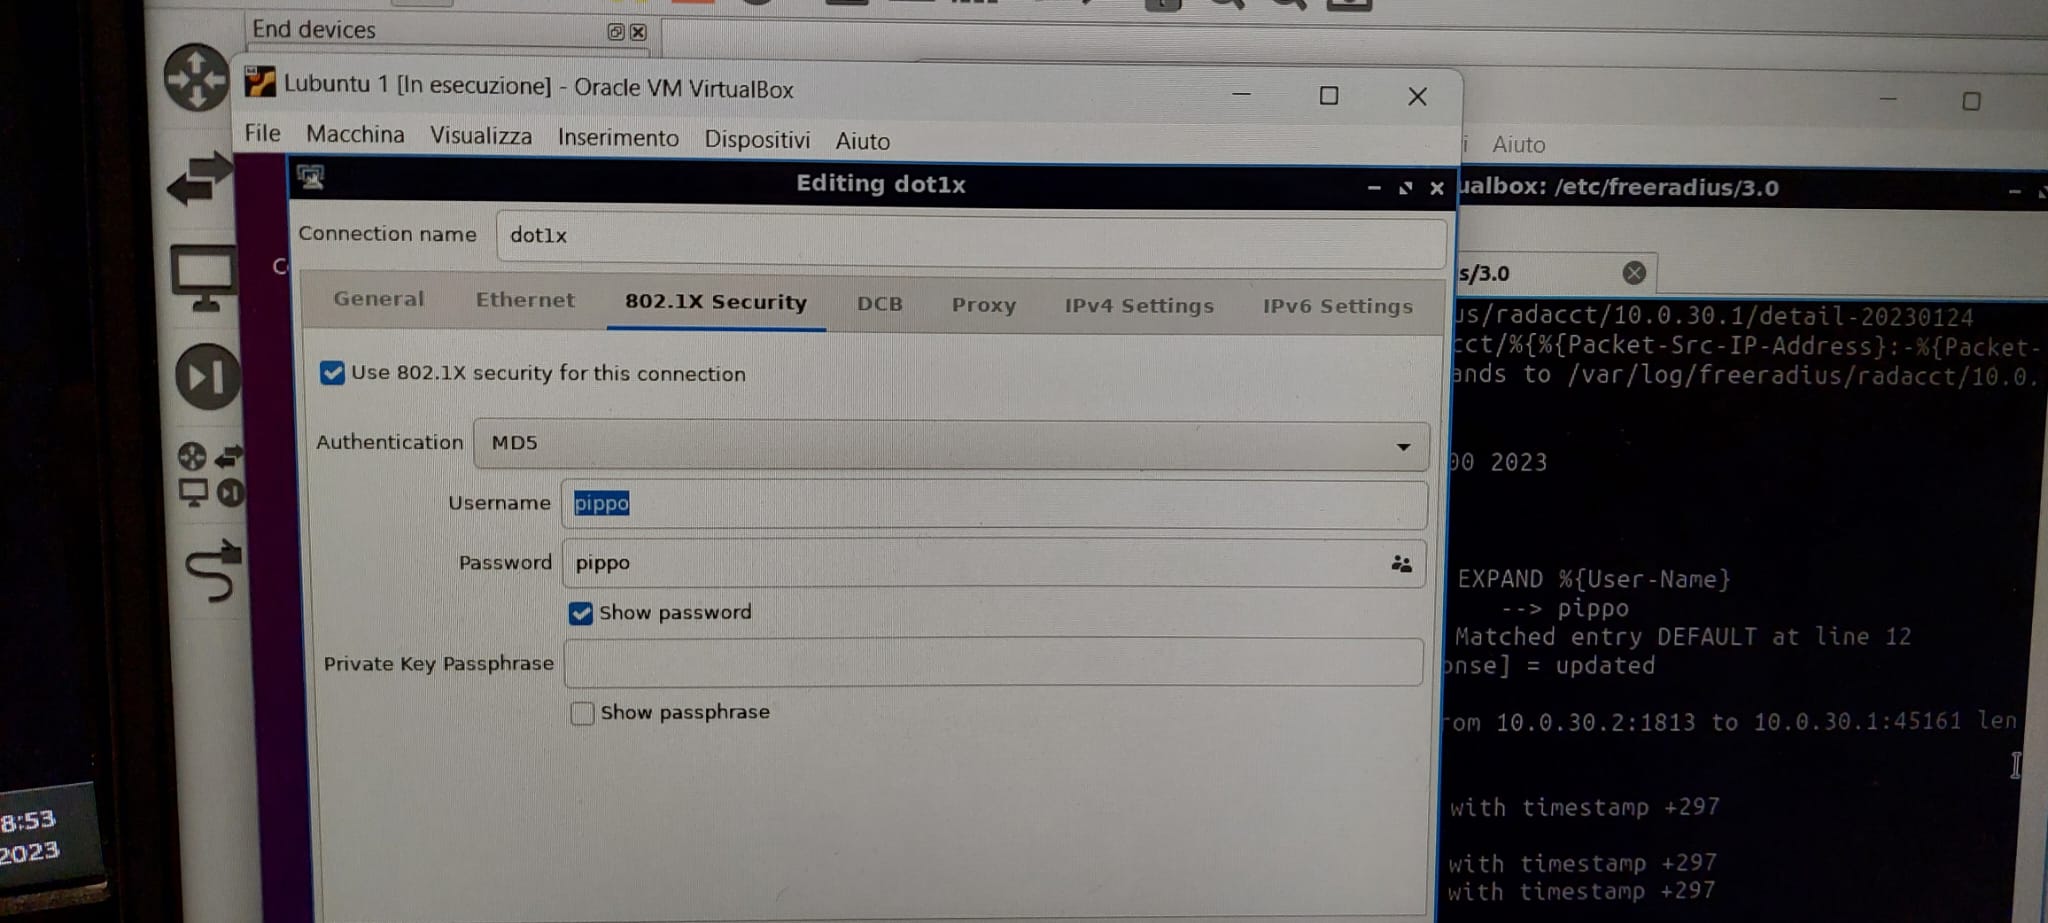 End devices
Lubuntu 1 [In esecuzione] - Oracle VM VirtualBox
File Macchina Visualizza Inserimento Dispositivi Aiuto
Aiuto
Editing dot1x
ualbox: /etc/freeradius/3.0
Connection name dot1x
s/3.0
General Ethernet 802.1X Security DCB Proxy IPv4 Settings IPv6 Settings
Use 802.1X security for this connection
Authentication MD5
Username pippo
Password pippo
Show password
Private Key Passphrase
Show passphrase
us/radacct/10.0.30.1/detail-20230124
cct/%{%{Packet-Src-IP-Address}:-%{Packet-
ands to /var/log/freeradius/radacct/10.0.
00 2023
EXPAND %{User-Name}
--> pippo
Matched entry DEFAULT at line 12
onse] = updated
rom 10.0.30.2:1813 to 10.0.30.1:45161 len
with timestamp +297
with timestamp +297
with timestamp +297
8:53
2023